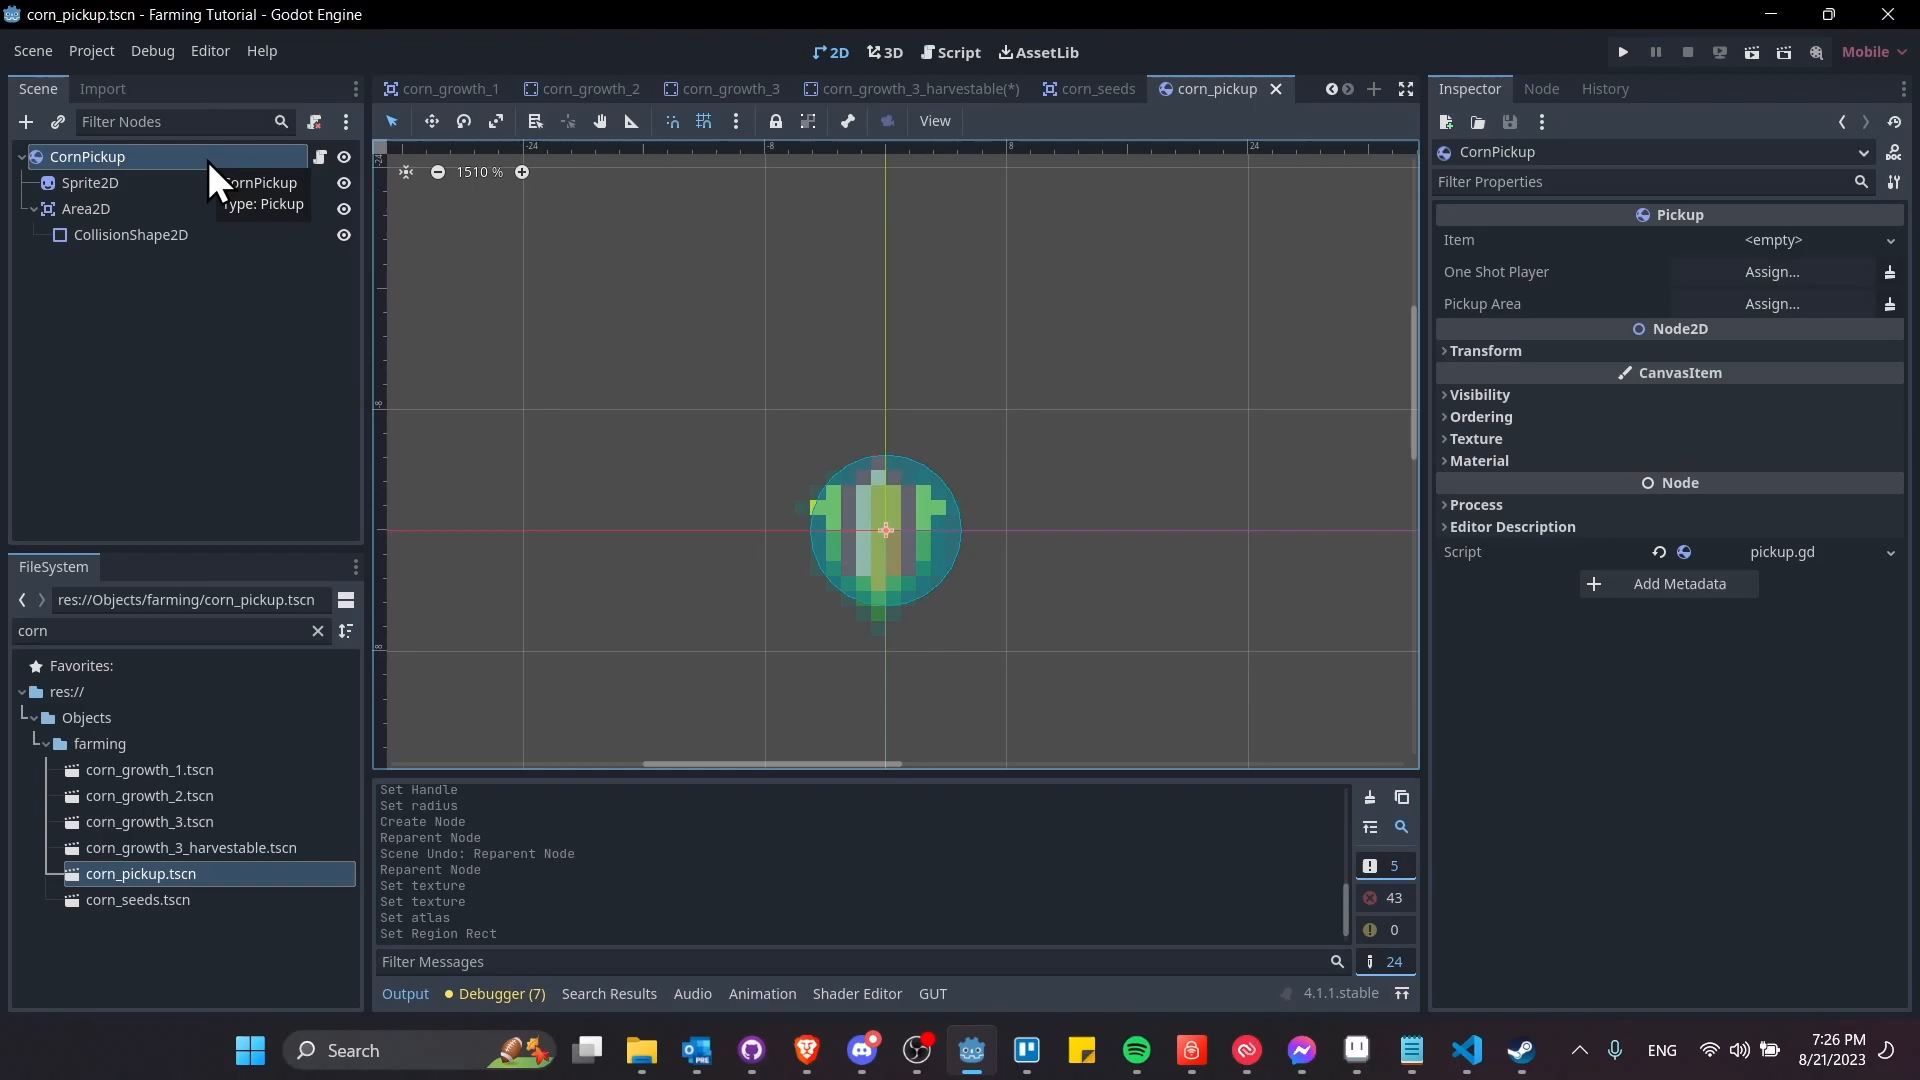 corn_pickup.tscn - Farming Tutorial - Godot Engine
Scene Project Debug Editor Help
2D 3D Script AssetLib
Mobile
Scene Import
corn_growth_1 corn_growth_2 corn_growth_3 corn_growth_3_harvestable(*) corn_seeds corn_pickup
Inspector Node History
Filter Nodes
View
CornPickup
Sprite2D
Area2D
CollisionShape2D
CornPickup
Type: Pickup
-24 -8 8 24
1510 %
CornPickup
Filter Properties
Pickup
Item <empty>
One Shot Player Assign...
Pickup Area Assign...
Node2D
Transform
CanvasItem
Visibility
Ordering
Texture
Material
Node
Process
Editor Description
Script pickup.gd
Add Metadata
FileSystem
res://Objects/farming/corn_pickup.tscn
corn
Favorites:
res://
Objects
farming
corn_growth_1.tscn
corn_growth_2.tscn
corn_growth_3.tscn
corn_growth_3_harvestable.tscn
corn_pickup.tscn
corn_seeds.tscn
Set Handle
Set radius
Create Node
Reparent Node
Scene Undo: Reparent Node
Reparent Node
Set texture
Set texture
Set atlas
Set Region Rect
5
43
0
24
Filter Messages
Output Debugger (7) Search Results Audio Animation Shader Editor GUT
4.1.1.stable
Search
ENG
7:26 PM
8/21/2023